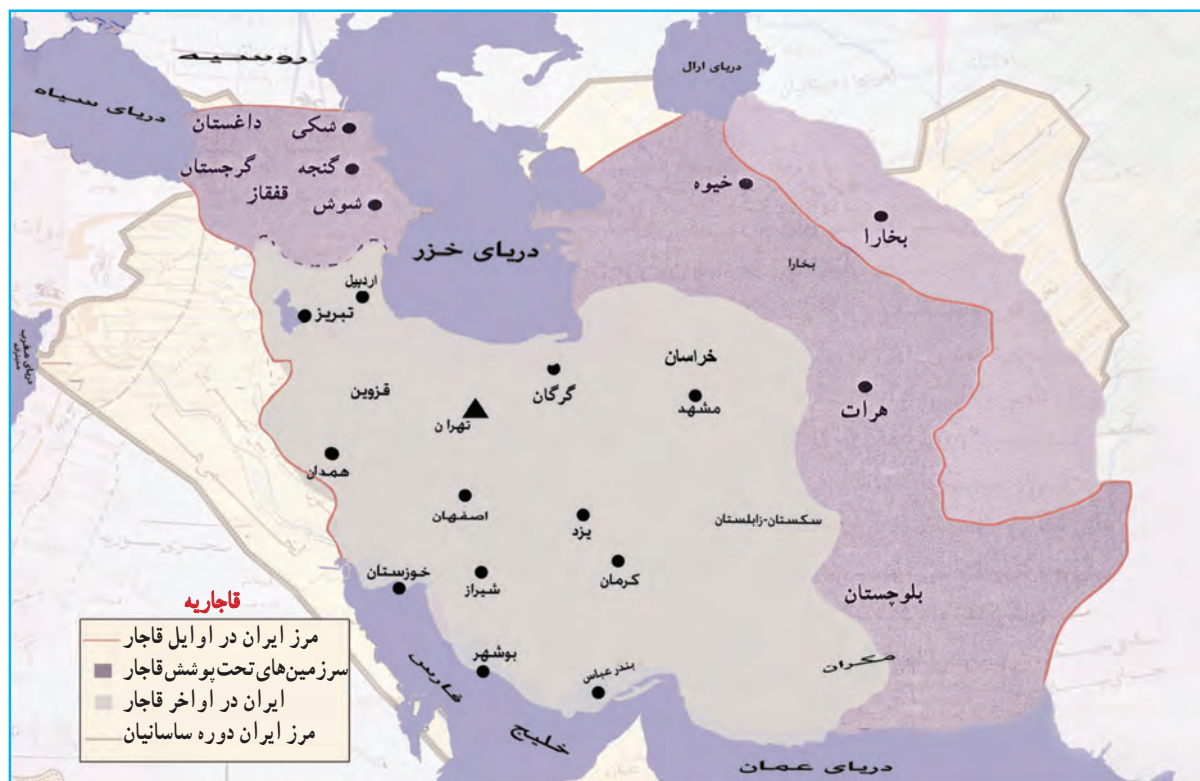 روسیه
دریای سیاه
دریای آرال
داغستان
شکی
گرجستان
گنجه
قفقاز
شوش
خیوه
بخارا
بخارا
دریای خزر
اردبیل
تبریز
خراسان
گرگان
مشهد
قزوین
تهران
هرات
همدان
اصفهان
یزد
سکستان-زابلستان
خوزستان
شیراز
کرمان
بلوچستان
بوشهر
بندرعباس
مکران
خلیج فارس
دریای عمان
دریای مغرب
قاجاریه
مرز ایران در اوایل قاجار
سرزمین‌های تحت پوشش قاجار
ایران در اواخر قاجار
مرز ایران دوره ساسانیان